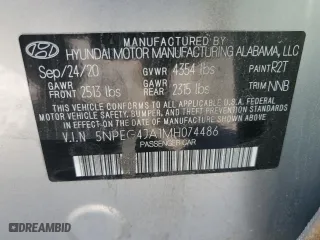 MANUFACTURED BY
HYUNDAI MOTOR MANUFACTURING ALABAMA, LLC
Sep/24/20 GVWR 4354 lbs PAINT R2T
GAWR FRONT 2513 lbs GAWR REAR 2315 lbs TRIM NNB
THIS VEHICLE CONFORMS TO ALL APPLICABLE U.S.A. FEDERAL
MOTOR VEHICLE SAFETY, BUMPER, AND THEFT PREVENTION
STANDARDS IN EFFECT ON THE DATE OF MANUFACTURE SHOWN ABOVE.
V.I.N 5NPEG4JA1MH074486
PASSENGER CAR